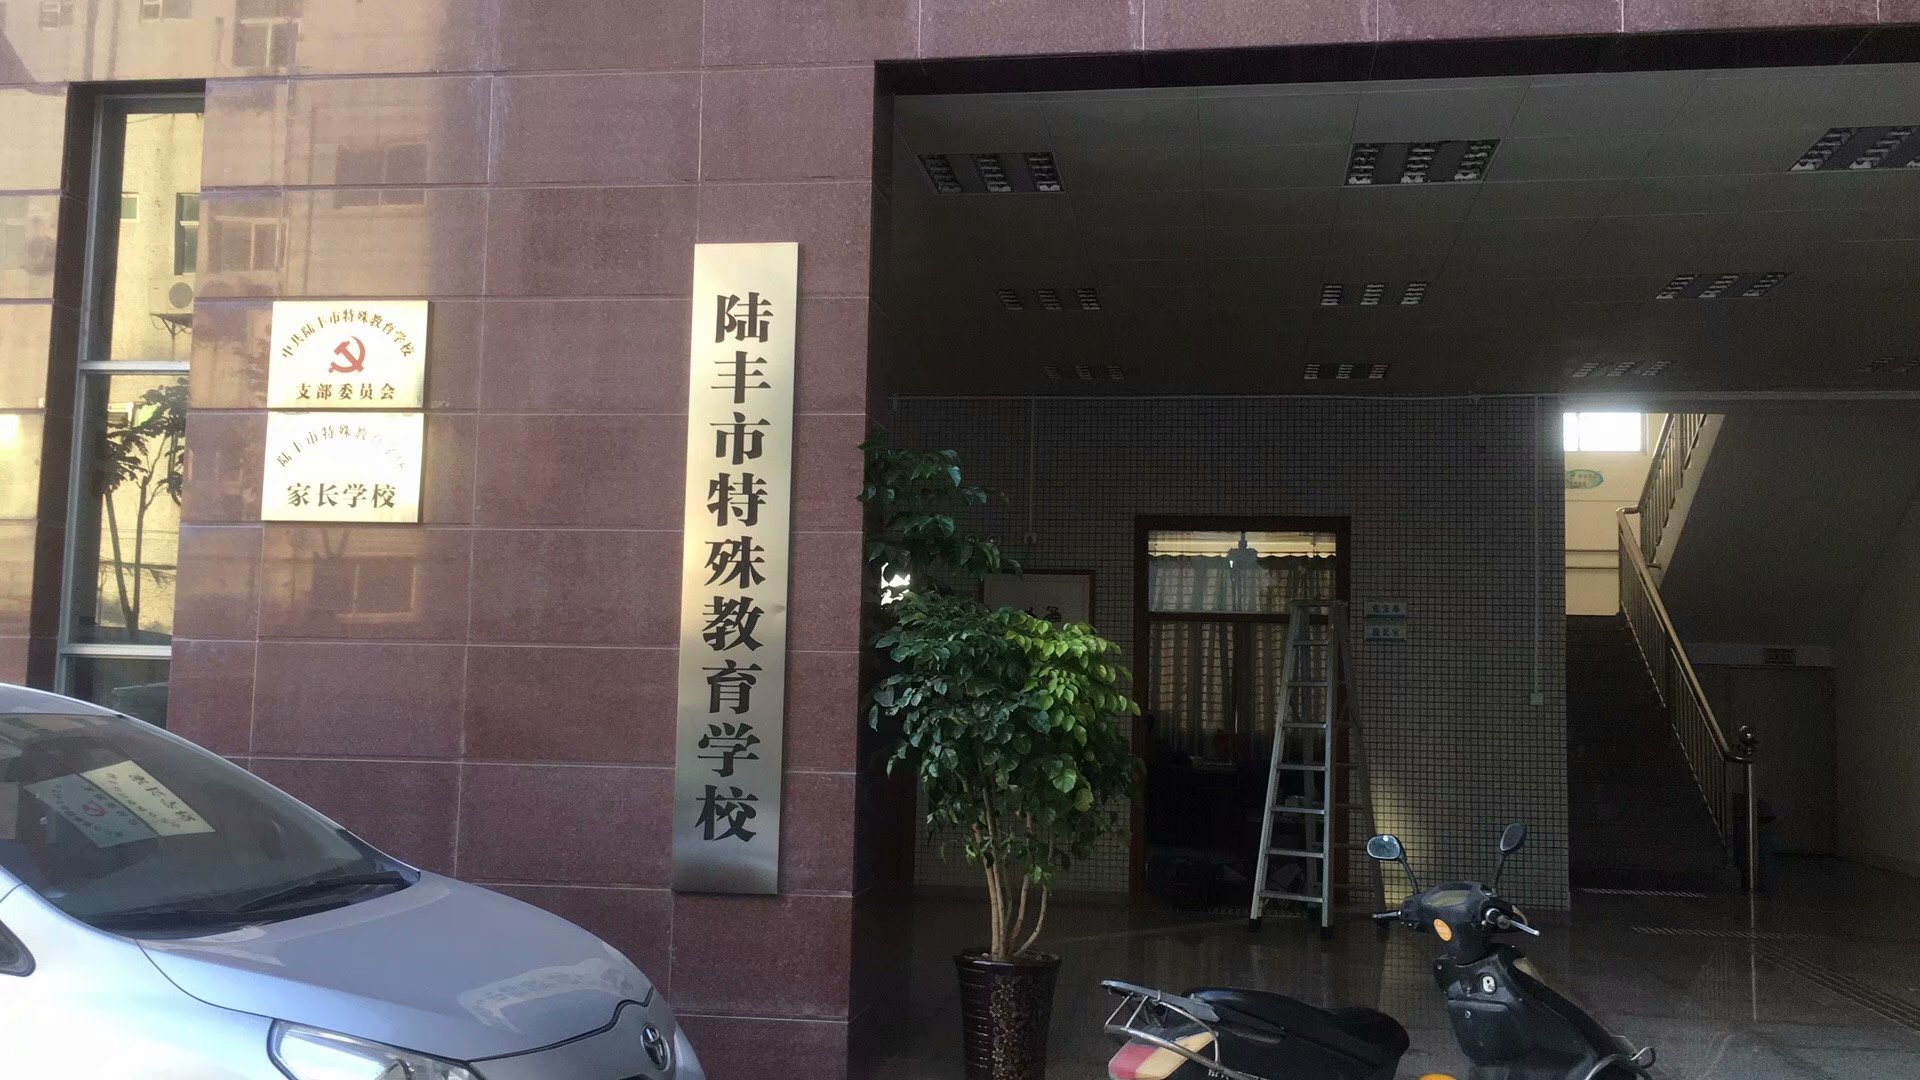 中共陆丰市特殊教育学校
支部委员会
陆丰市特殊教育学校
家长学校
陆丰市特殊教育学校